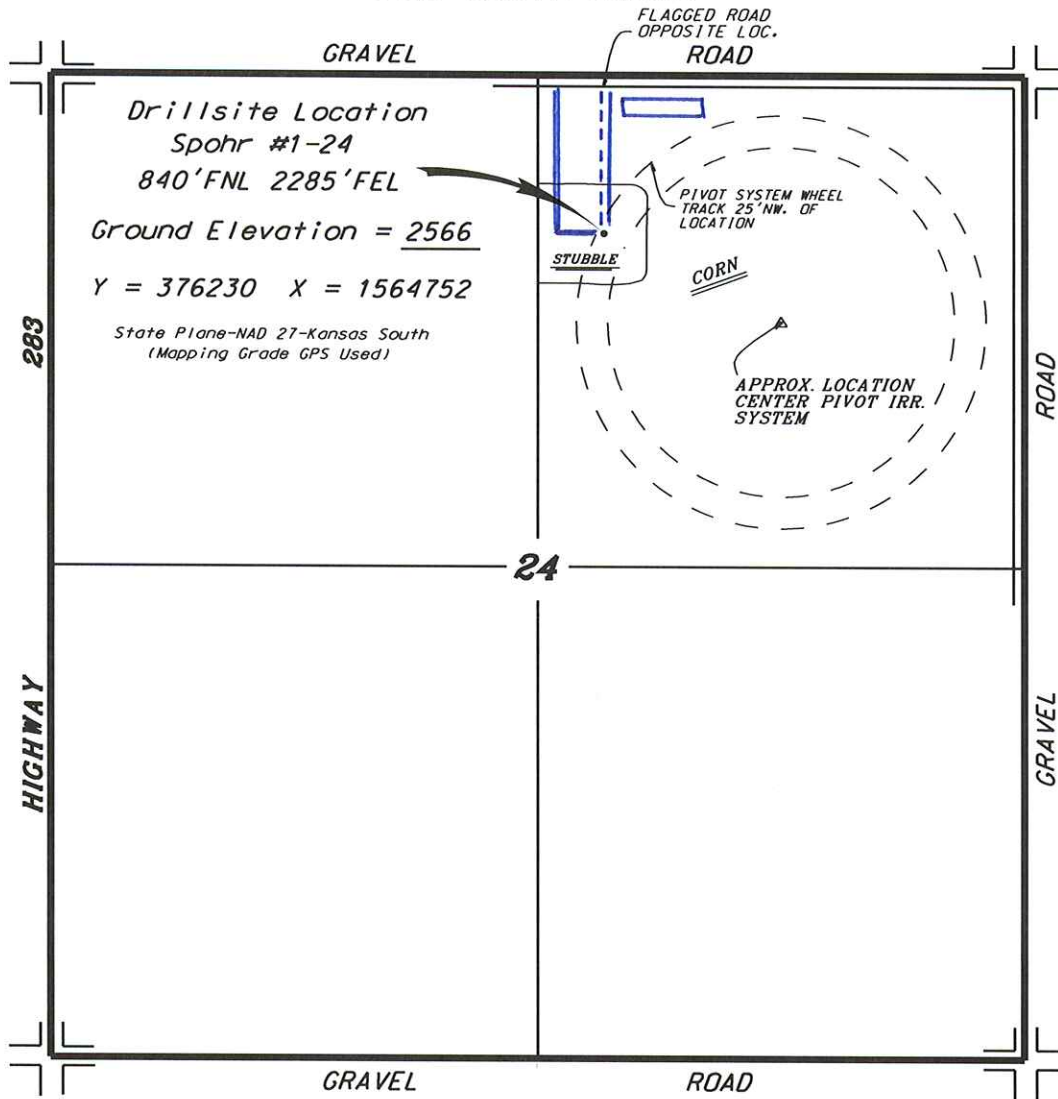 FLAGGED ROAD
OPPOSITE LOC.
GRAVEL
ROAD
Drillsite Location
Spohr #1-24
840'FNL 2285'FEL
Ground Elevation = 2566
Y = 376230 X = 1564752
State Plane-NAD 27-Kansas South
(Mapping Grade GPS Used)
PIVOT SYSTEM WHEEL
TRACK 25'NW. OF
LOCATION
STUBBLE
CORN
APPROX. LOCATION
CENTER PIVOT IRR.
SYSTEM
283
ROAD
24
HIGHWAY
GRAVEL
GRAVEL
ROAD